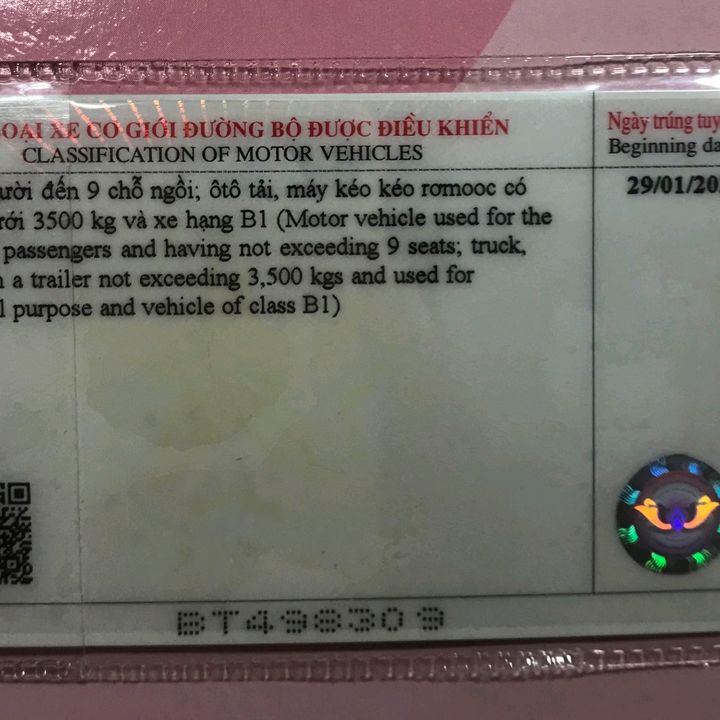 OẠI XE CƠ GIỚI ĐƯỜNG BỘ ĐƯỢC ĐIỀU KHIỂN
CLASSIFICATION OF MOTOR VEHICLES
Ngày trúng tuy
Beginning da
ười đến 9 chỗ ngồi; ôtô tải, máy kéo kéo rơmooc có
ưới 3500 kg và xe hạng B1 (Motor vehicle used for the
passengers and having not exceeding 9 seats; truck,
a trailer not exceeding 3,500 kgs and used for
l purpose and vehicle of class B1)
29/01/20
BT498309